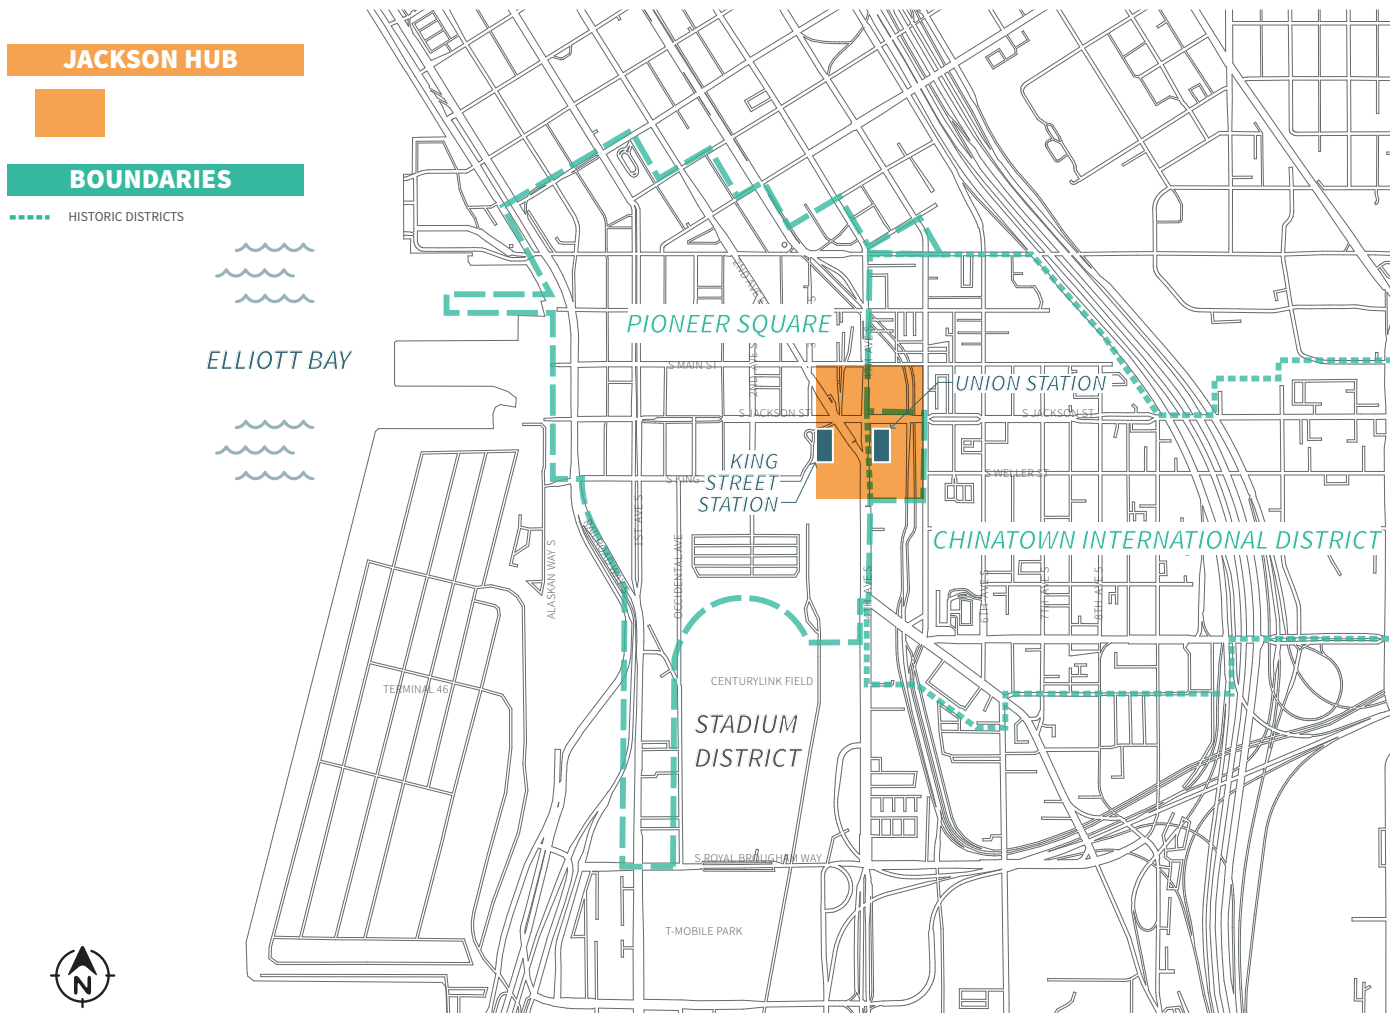 JACKSON HUB
BOUNDARIES
HISTORIC DISTRICTS
ELLIOTT BAY
PIONEER SQUARE
2ND AVE
S MAIN ST
2ND AVE S
S JACKSON ST
UNION STATION
S JACKSON ST
KING
STREET
STATION
S KING
S WELLER ST
CHINATOWN INTERNATIONAL DISTRICT
ALASKAN WAY S
1ST AVE S
OCCIDENTAL AVE
6TH AVE S
7TH AVE S
8TH AVE S
TERMINAL 46
CENTURYLINK FIELD
STADIUM
DISTRICT
S ROYAL BROUGHAM WAY
T-MOBILE PARK
N